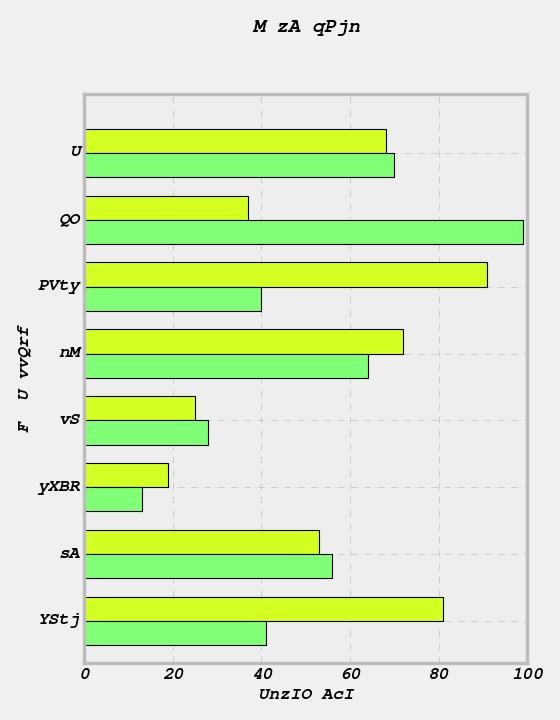 M zA qPjn
U
QO
PVty
nM
vS
yXBR
sA
YStj
F  U vvQrf
0 20 40 60 80 100
UnzIO AcI